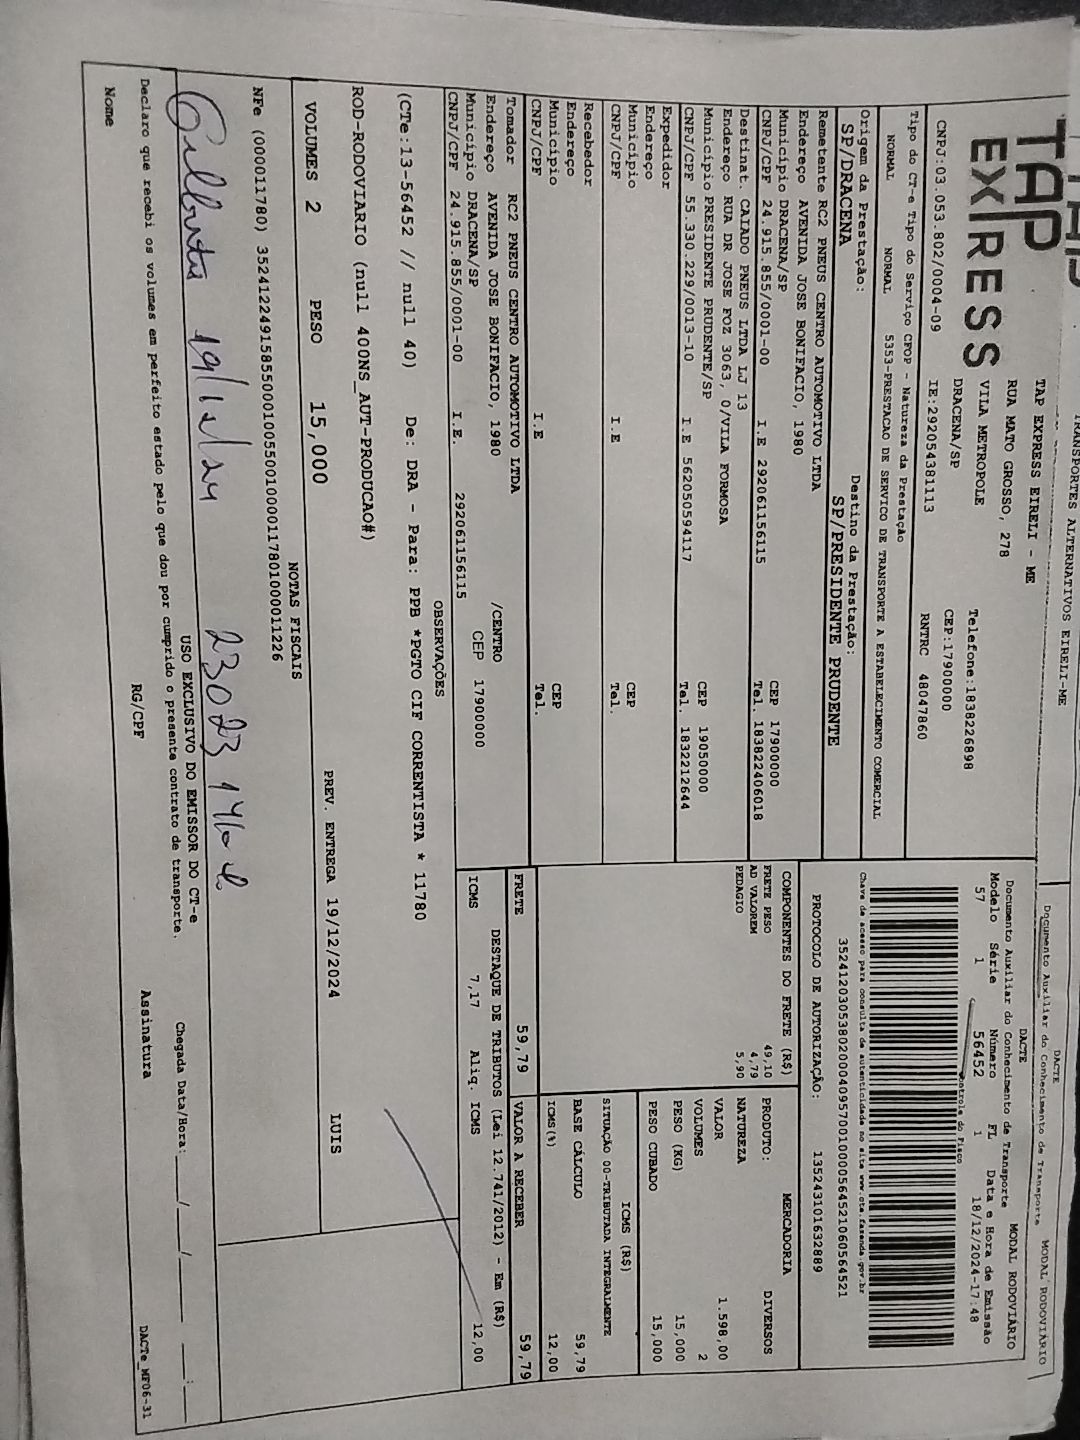 TRANSPORTES ALTERNATIVOS EIRELI-ME
DACTE
Documento Auxiliar do Conhecimento de Transporte MODAL RODOVIÁRIO
TAP
EXPRESS
TAP EXPRESS EIRELI - ME
RUA MATO GROSSO, 278
VILA METROPOLE
DRACENA/SP
Telefone:1838226898
CEP:17900000
CNPJ:03.053.802/0004-09 IE:292054381113 RNTRC 48047860
DACTE
Documento Auxiliar do Conhecimento de Transporte MODAL RODOVIÁRIO
Modelo Série Número FL Data e Hora de Emissão
57 1 56452 1 18/12/2024-17:48
Controle do Fisco
Tipo do CT-e Tipo do Serviço CFOP - Natureza da Prestação
NORMAL NORMAL 5353-PRESTACAO DE SERVICO DE TRANSPORTE A ESTABELECIMENTO COMERCIAL
Chave de acesso para consulta de autenticidade no site www.cte.fazenda.gov.br
35241203053802000409570010000564521060564521
Origem da Prestação: Destino da Prestação:
SP/DRACENA SP/PRESIDENTE PRUDENTE
PROTOCOLO DE AUTORIZAÇÃO: 135243101632889
Remetente RC2 PNEUS CENTRO AUTOMOTIVO LTDA
Endereço AVENIDA JOSE BONIFACIO, 1980
Município DRACENA/SP CEP 17900000
CNPJ/CPF 24.915.855/0001-00 I.E 292061156115 Tel. 183822406018
Destinat. CAIADO PNEUS LTDA LJ 13
Endereço RUA DR JOSE FOZ 3063, 0/VILA FORMOSA
Município PRESIDENTE PRUDENTE/SP CEP 19050000
CNPJ/CPF 55.330.229/0013-10 I.E 562050594117 Tel. 1832212644
Expedidor
Endereço
Município CEP
CNPJ/CPF I.E Tel.
Recebedor
Endereço
Município CEP
CNPJ/CPF I.E Tel.
Tomador RC2 PNEUS CENTRO AUTOMOTIVO LTDA
Endereço AVENIDA JOSE BONIFACIO, 1980 /CENTRO
Município DRACENA/SP CEP 17900000
CNPJ/CPF 24.915.855/0001-00 I.E. 292061156115
COMPONENTES DO FRETE (R$)
FRETE PESO 49,10
AD VALOREM 4,79
PEDAGIO 5,90
MERCADORIA
PRODUTO: DIVERSOS
NATUREZA
VALOR 1.598,00
VOLUMES 2
PESO (KG) 15,000
PESO CUBADO 15,000
ICMS (R$)
SITUAÇÃO 00-TRIBUTADA INTEGRALMENTE
BASE CÁLCULO 59,79
ICMS(%) 12,00
FRETE 59,79 VALOR A RECEBER 59,79
DESTAQUE DE TRIBUTOS (Lei 12.741/2012) - Em (R$)
ICMS 7,17 Aliq. ICMS 12,00
OBSERVAÇÕES
(CTe:13-56452 // null 40) De: DRA - Para: PPB *PGTO CIF CORRENTISTA * 11780
ROD-RODOVIARIO (null 400NS_AUT-PRODUCAO#)
VOLUMES 2 PESO 15,000 PREV. ENTREGA 19/12/2024 LUIS
NOTAS FISCAIS
NFe (000011780) 35241224915855000100550010000117801000011226
19/12/24 23023
USO EXCLUSIVO DO EMISSOR DO CT-e
Declaro que recebi os volumes em perfeito estado pelo que dou por cumprido o presente contrato de transporte. Chegada Data/Hora:___/___/___ ___:___
Nome RG/CPF Assinatura
DACTe_MF06-31